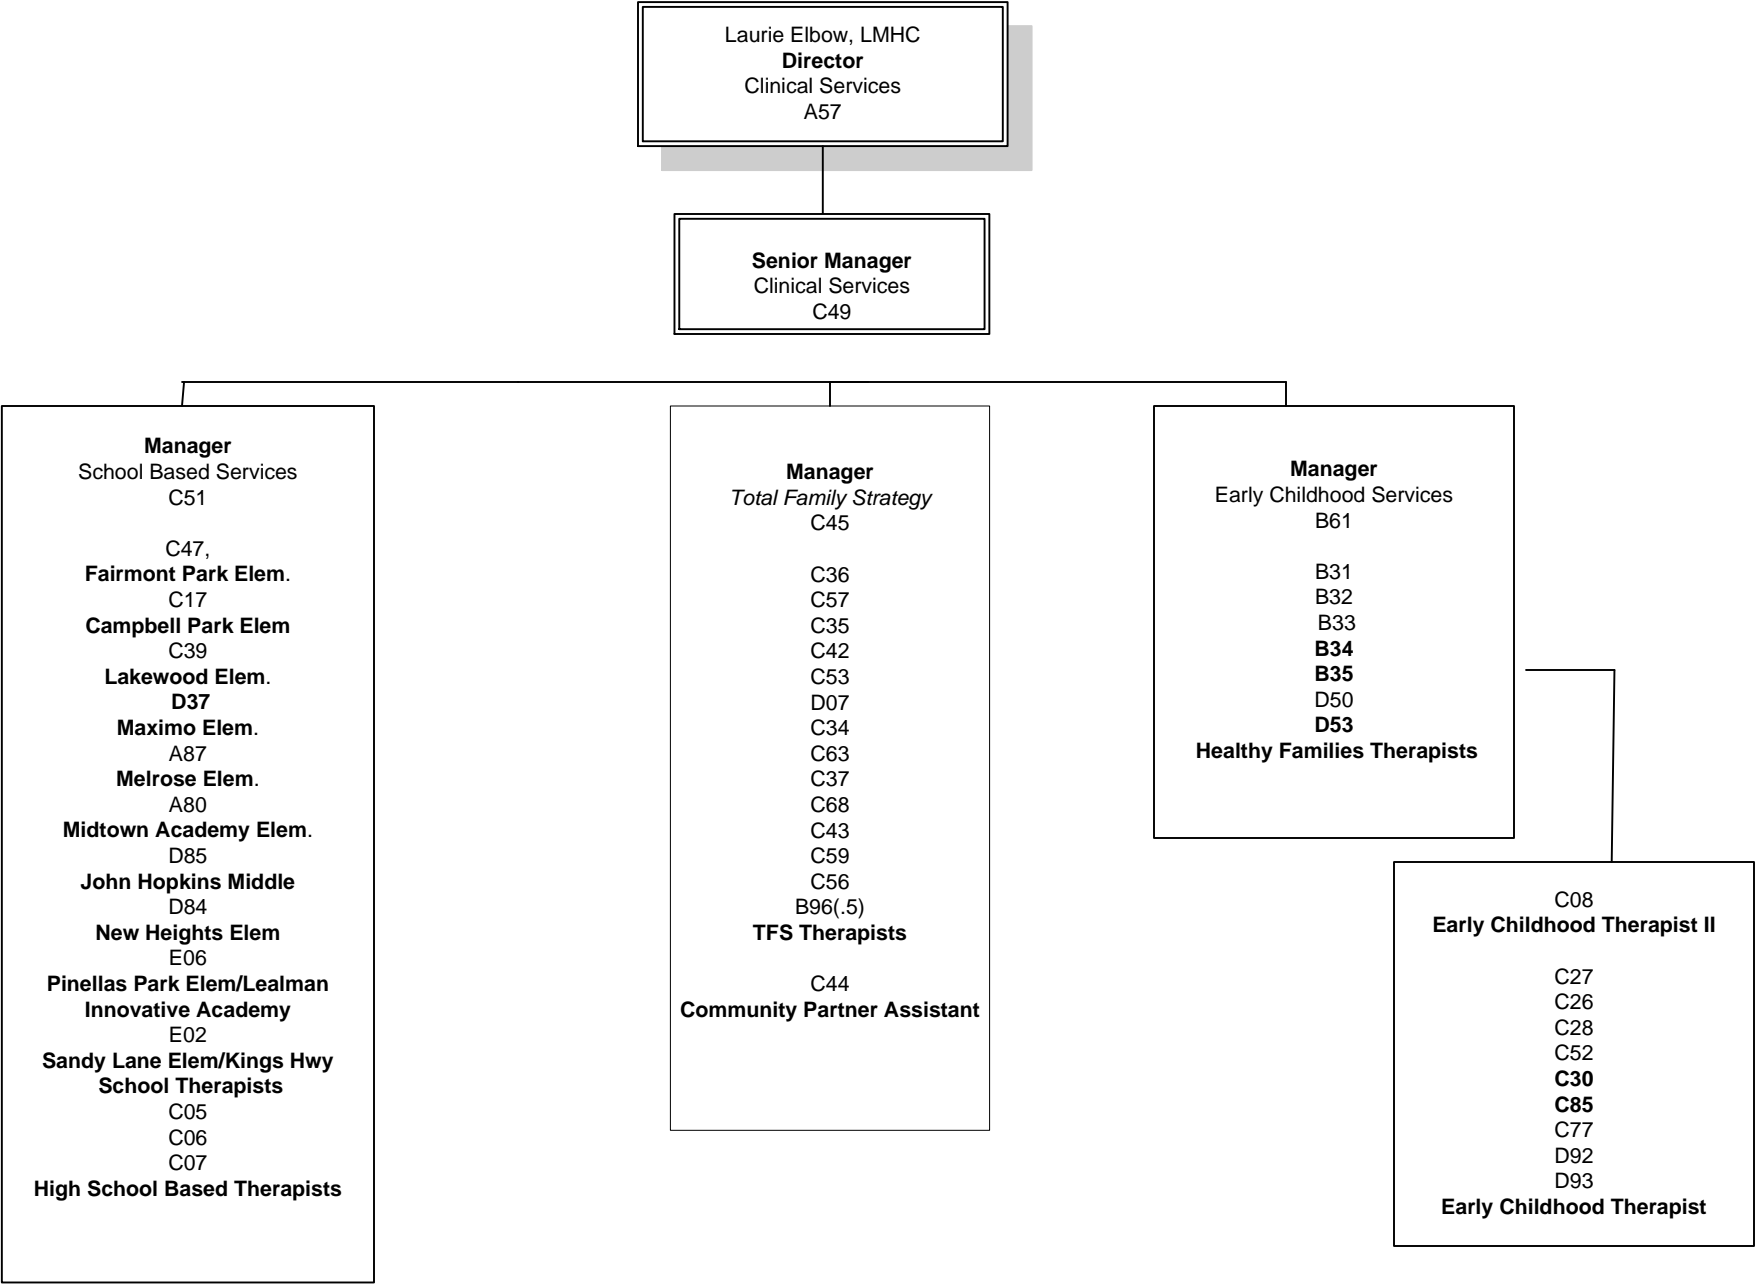 Laurie Elbow, LMHC
Director
Clinical Services
A57
Senior Manager
Clinical Services
C49
Manager
School Based Services
C51
C47,
Fairmont Park Elem.
C17
Campbell Park Elem
C39
Lakewood Elem.
D37
Maximo Elem.
A87
Melrose Elem.
A80
Midtown Academy Elem.
D85
John Hopkins Middle
D84
New Heights Elem
E06
Pinellas Park Elem/Lealman
Innovative Academy
E02
Sandy Lane Elem/Kings Hwy
School Therapists
C05
C06
C07
High School Based Therapists
Manager
Total Family Strategy
C45
C36
C57
C35
C42
C53
D07
C34
C63
C37
C68
C43
C59
C56
B96(.5)
TFS Therapists
C44
Community Partner Assistant
Manager
Early Childhood Services
B61
B31
B32
B33
B34
B35
D50
D53
Healthy Families Therapists
C08
Early Childhood Therapist II
C27
C26
C28
C52
C30
C85
C77
D92
D93
Early Childhood Therapist